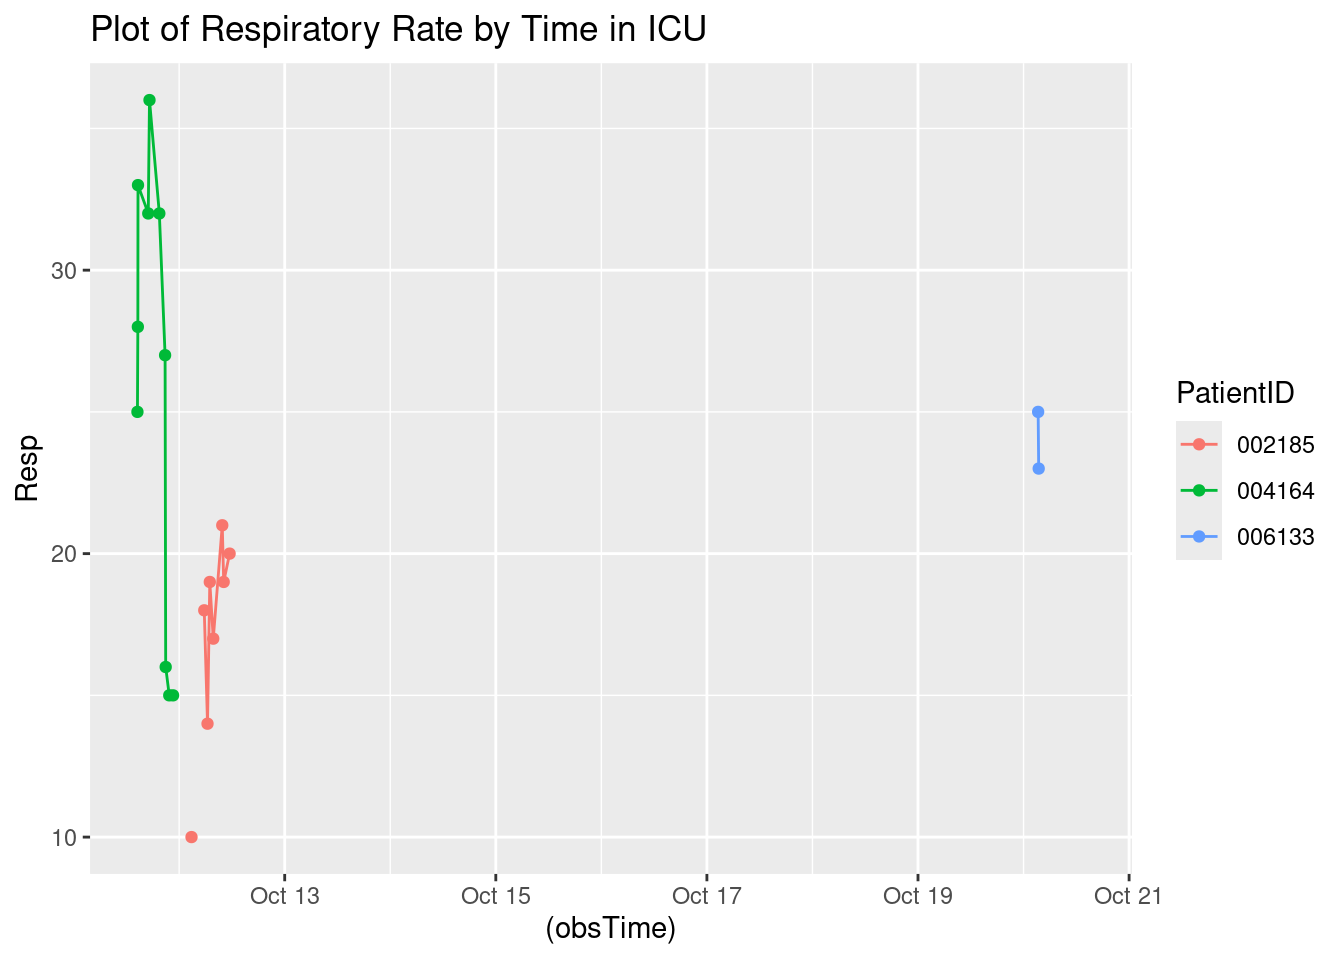 Plot of Respiratory Rate by Time in ICU
Resp
30
20
10
Oct 13 Oct 15 Oct 17 Oct 19 Oct 21
(obsTime)
PatientID
002185
004164
006133